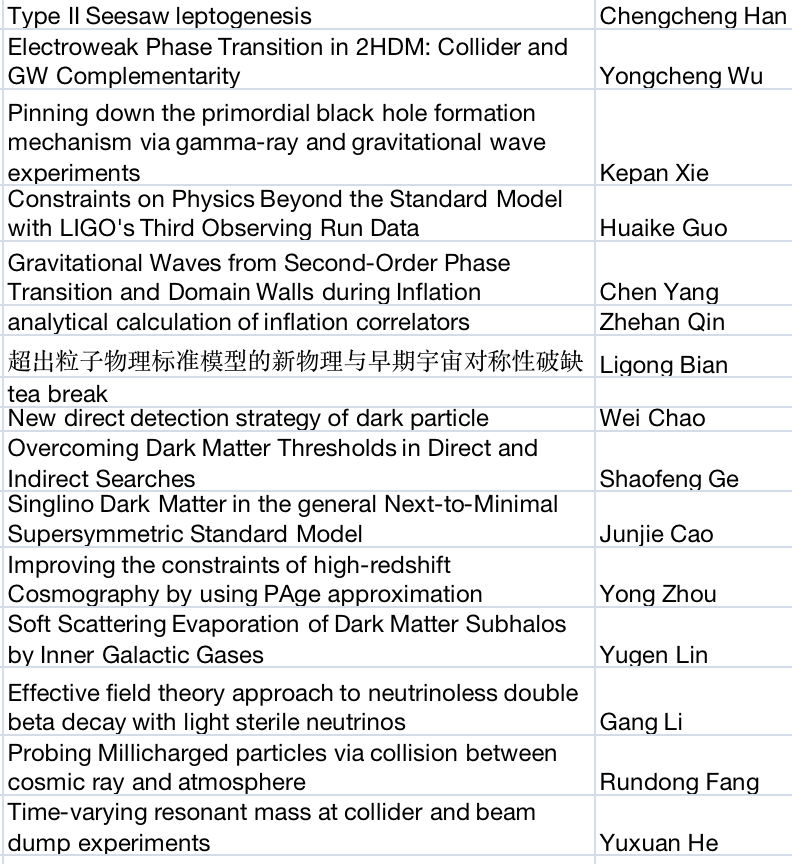 Type II Seesaw leptogenesis
Chengcheng Han
Electroweak Phase Transition in 2HDM: Collider and
GW Complementarity
Yongcheng Wu
Pinning down the primordial black hole formation
mechanism via gamma-ray and gravitational wave
experiments
Kepan Xie
Constraints on Physics Beyond the Standard Model
with LIGO's Third Observing Run Data
Huaike Guo
Gravitational Waves from Second-Order Phase
Transition and Domain Walls during Inflation
Chen Yang
analytical calculation of inflation correlators
Zhehan Qin
超出粒子物理标准模型的新物理与早期宇宙对称性破缺
Ligong Bian
tea break
New direct detection strategy of dark particle
Wei Chao
Overcoming Dark Matter Thresholds in Direct and
Indirect Searches
Shaofeng Ge
Singlino Dark Matter in the general Next-to-Minimal
Supersymmetric Standard Model
Junjie Cao
Improving the constraints of high-redshift
Cosmography by using PAge approximation
Yong Zhou
Soft Scattering Evaporation of Dark Matter Subhalos
by Inner Galactic Gases
Yugen Lin
Effective field theory approach to neutrinoless double
beta decay with light sterile neutrinos
Gang Li
Probing Millicharged particles via collision between
cosmic ray and atmosphere
Rundong Fang
Time-varying resonant mass at collider and beam
dump experiments
Yuxuan He